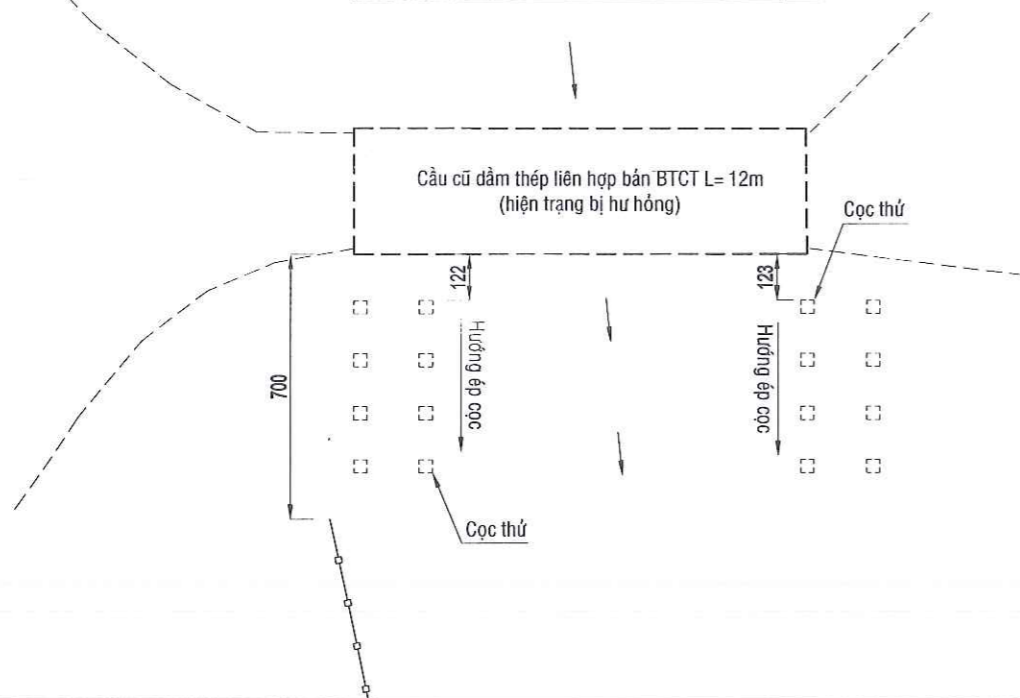 Cầu cũ dầm thép liên hợp bản BTCT L= 12m
(hiện trạng bị hư hỏng)
Cọc thử
122
123
Hướng ép cọc
Hướng ép cọc
700
Cọc thử